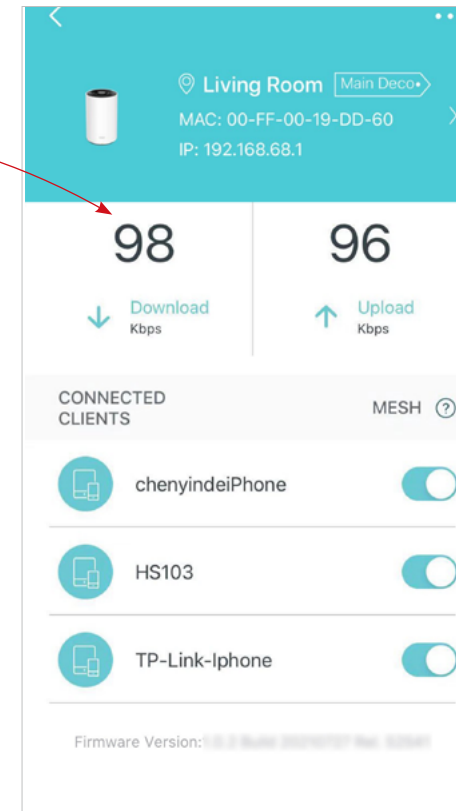 Living Room Main Deco
MAC: 00-FF-00-19-DD-60
IP: 192.168.68.1
98 96
Download Upload
Kbps Kbps
CONNECTED
CLIENTS
MESH ?
chenyindeiPhone
HS103
TP-Link-Iphone
Firmware Version: